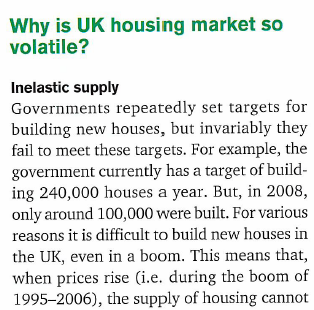 Why is UK housing market so
volatile?
Inelastic supply
Governments repeatedly set targets for
building new houses, but invariably they
fail to meet these targets. For example, the
government currently has a target of build-
ing 240,000 houses a year. But, in 2008,
only around 100,000 were built. For various
reasons it is difficult to build new houses in
the UK, even in a boom. This means that,
when prices rise (i.e. during the boom of
1995–2006), the supply of housing cannot